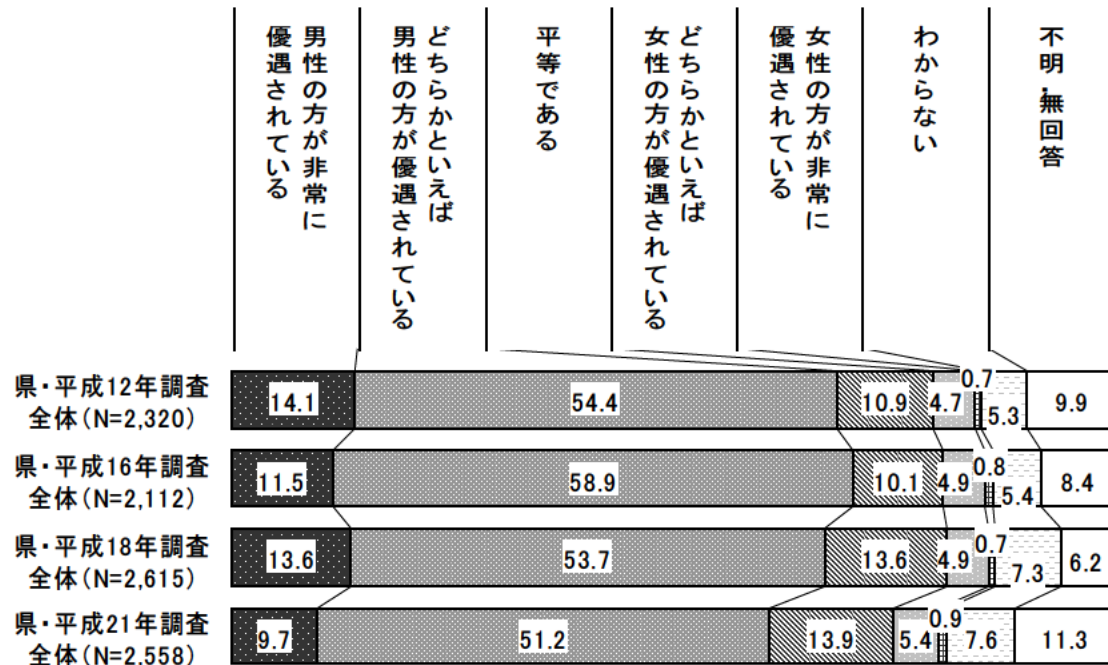 男性の方が非常に
優遇されている
どちらかといえば
男性の方が優遇されている
平等である
どちらかといえば
女性の方が優遇されている
女性の方が非常に
優遇されている
わからない
不明・無回答
県・平成12年調査
全体(N=2,320)
14.1 54.4 10.9 4.7 0.7 5.3 9.9
県・平成16年調査
全体(N=2,112)
11.5 58.9 10.1 4.9 0.8 5.4 8.4
県・平成18年調査
全体(N=2,615)
13.6 53.7 13.6 4.9 0.7 7.3 6.2
県・平成21年調査
全体(N=2,558)
9.7 51.2 13.9 5.4 0.9 7.6 11.3